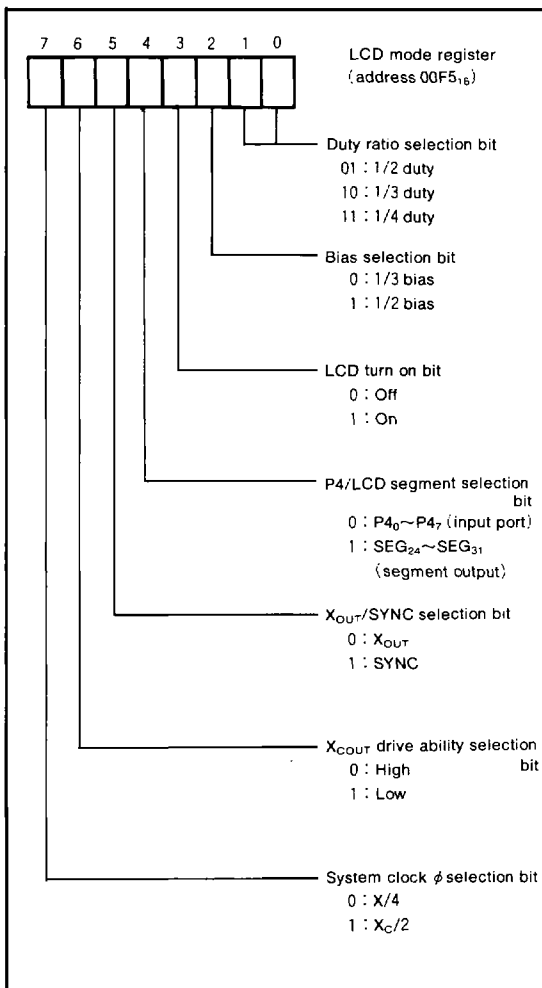 7 6 5 4 3 2 1 0
LCD mode register
(address 00F5₁₆)
Duty ratio selection bit
01 : 1/2 duty
10 : 1/3 duty
11 : 1/4 duty
Bias selection bit
0 : 1/3 bias
1 : 1/2 bias
LCD turn on bit
0 : Off
1 : On
P4/LCD segment selection
bit
0 : P4₀~P4₇ (input port)
1 : SEG₂₄~SEG₃₁
(segment output)
X_OUT/SYNC selection bit
0 : X_OUT
1 : SYNC
X_COUT drive ability selection
bit
0 : High
1 : Low
System clock ϕ selection bit
0 : X/4
1 : X_C/2